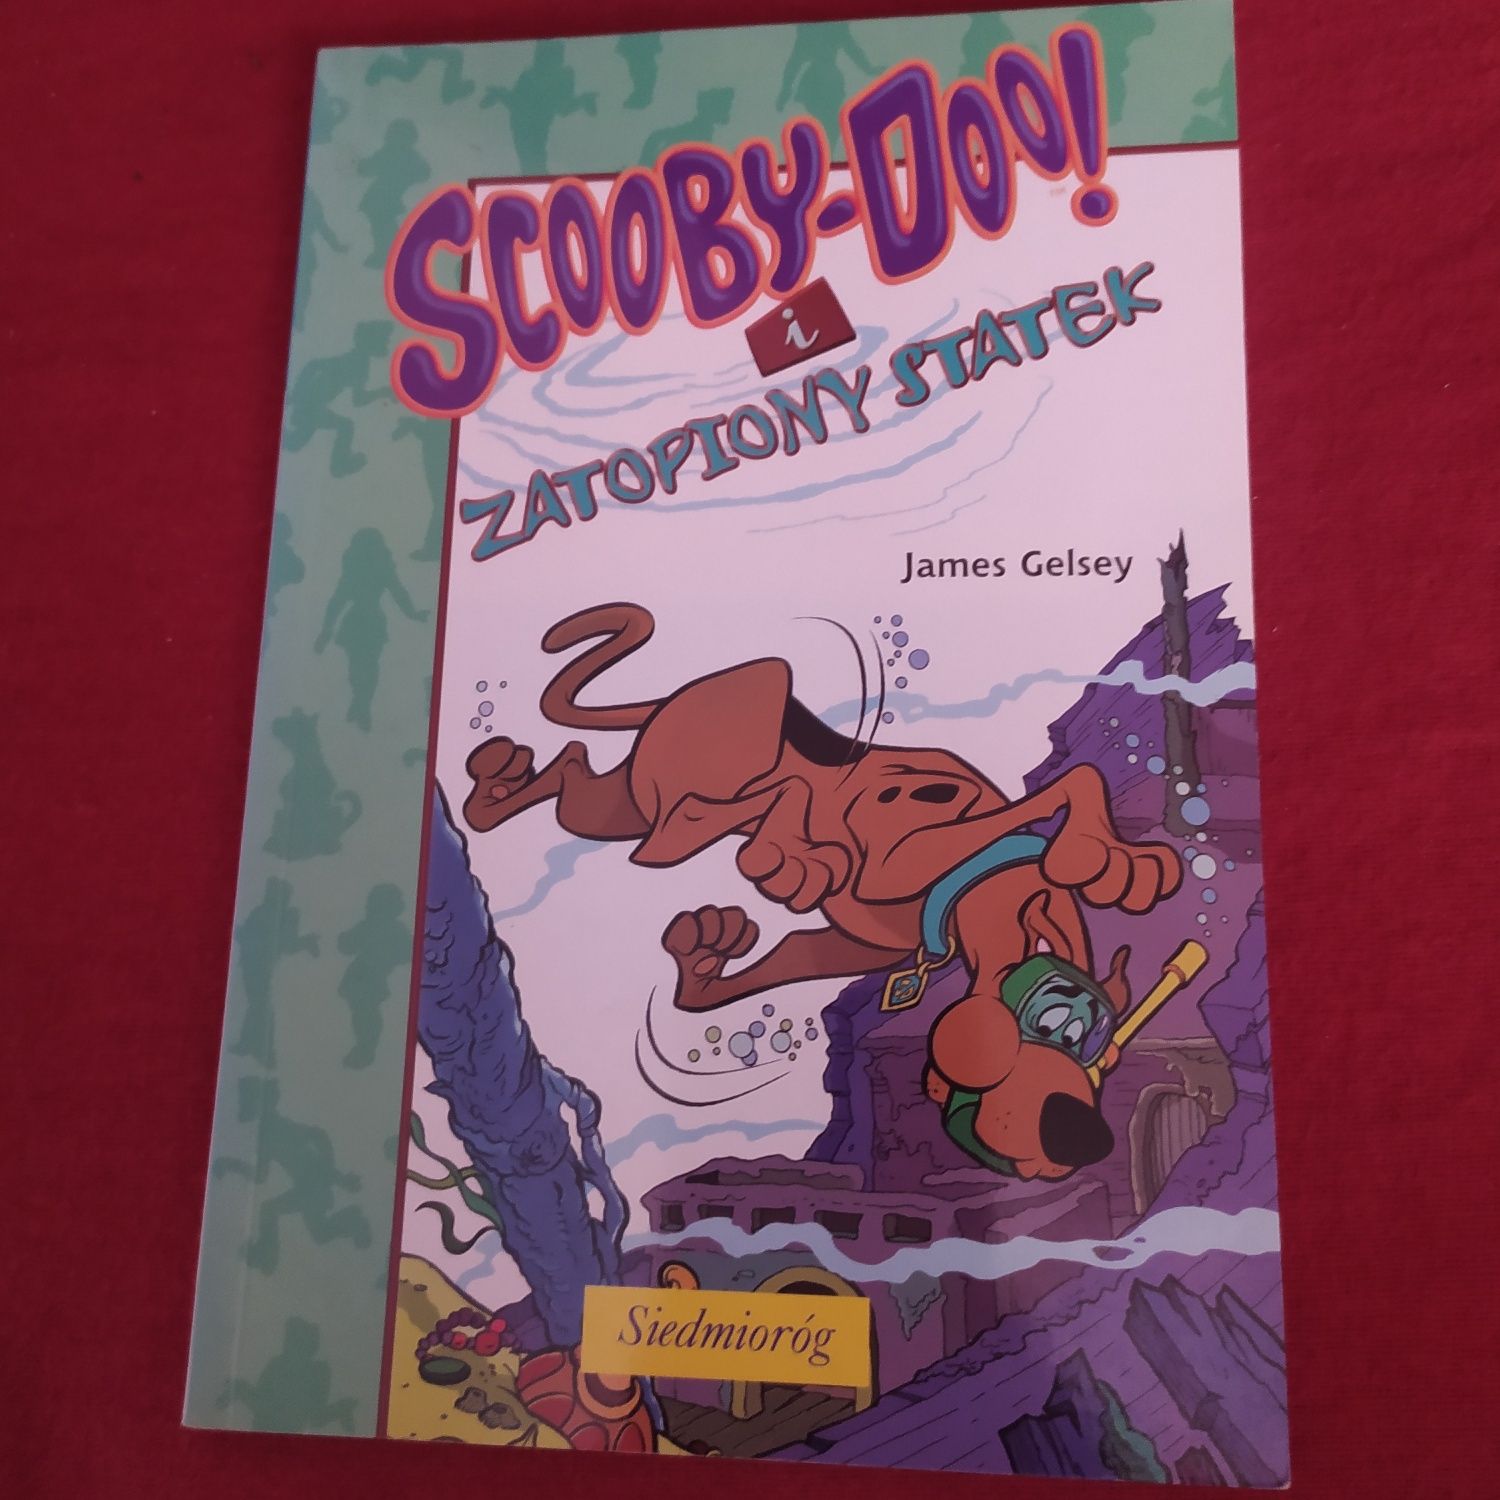 SCOOBY-DOO!
i
ZATOPIONY STATEK
James Gelsey
Siedmioróg